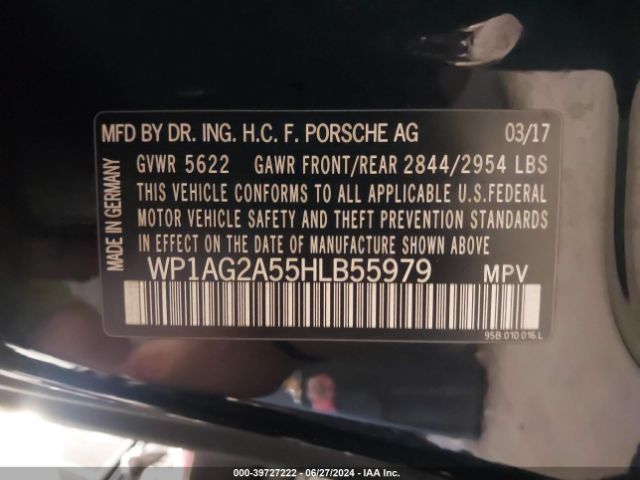 MFD BY DR. ING. H.C. F. PORSCHE AG 03/17
GVWR 5622 GAWR FRONT/REAR 2844/2954 LBS
THIS VEHICLE CONFORMS TO ALL APPLICABLE U.S.FEDERAL
MOTOR VEHICLE SAFETY AND THEFT PREVENTION STANDARDS
IN EFFECT ON THE DATE OF MANUFACTURE SHOWN ABOVE.
WP1AG2A55HLB55979 MPV
MADE IN GERMANY
95B 010 016 L
000-39727222 / 06/27/2024 - IAA Inc.